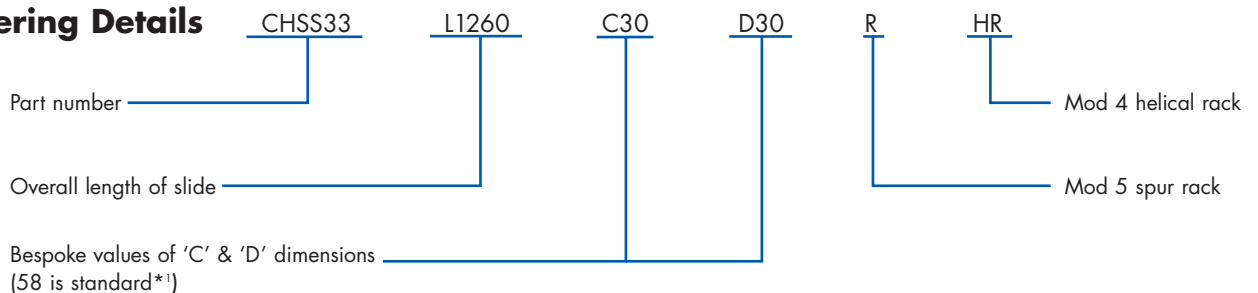 ering Details CHSS33 L1260 C30 D30 R HR
Part number Mod 4 helical rack
Overall length of slide Mod 5 spur rack
Bespoke values of ‘C’ & ‘D’ dimensions
(58 is standard*¹)